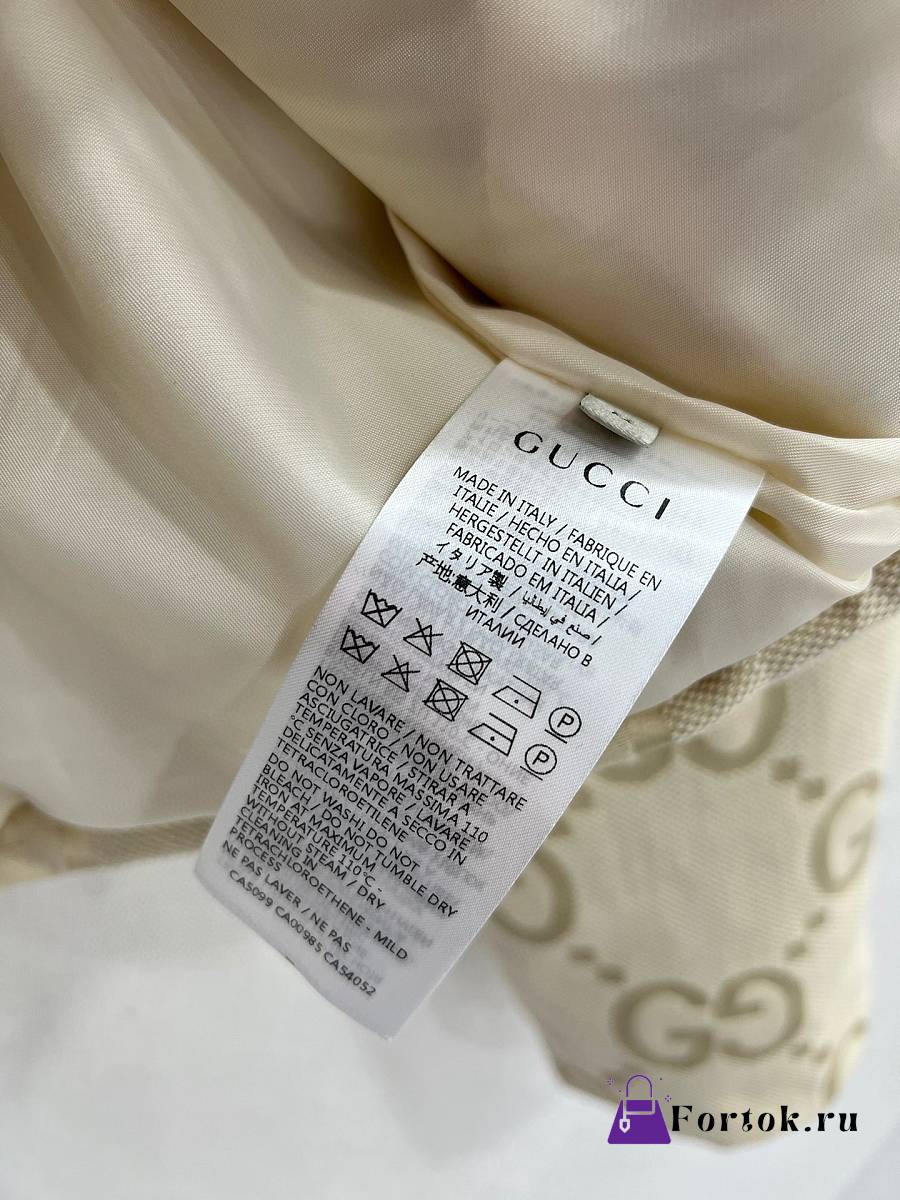 GUCCI
MADE IN ITALY / FABRIQUE EN
ITALIE / HECHO EN ITALIA /
HERGESTELLT IN ITALIEN /
FABRICADO EM ITALIA /
イタリア製 / صنع في إيطاليا /
产地:意大利 / СДЕЛАНО В
ИТАЛИИ
P
P
NON LAVARE / NON TRATTARE
CON CLORO / NON USARE
ASCIUGATRICE / STIRAR A
TEMPERATURA MASSIMA 110
°C SENZA VAPORE / LAVARE
DELICATAMENTE A SECCO IN
TETRACLOROETILENE.
DO NOT WASH / DO NOT
BLEACH / DO NOT TUMBLE DRY
IRON AT MAXIMUM
TEMPERATURE 110°C -
WITHOUT STEAM / DRY
CLEANING IN
PETRACHLOROETHENE - MILD
PROCESS
NE PAS LAVER / NE PAS
CA5099 CA00985 CA54052
Fortok.ru